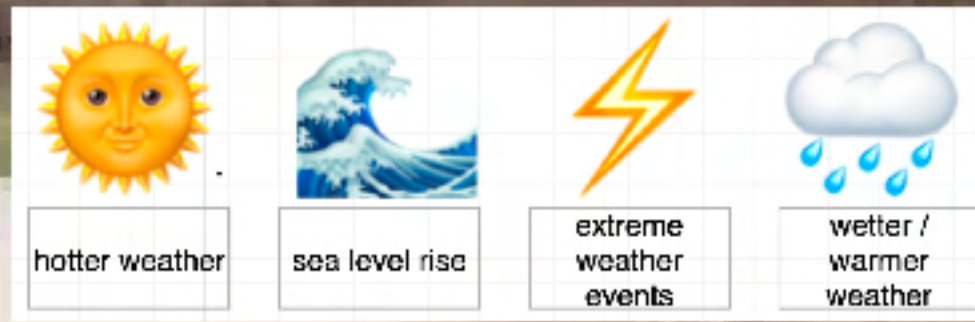 hotter weather
sea level rise
extreme
weather
events
wetter /
warmer
weather